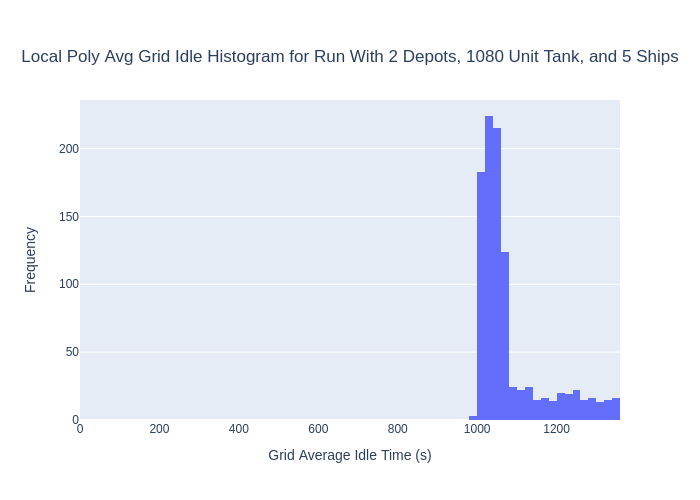 Local Poly Avg Grid Idle Histogram for Run With 2 Depots, 1080 Unit Tank, and 5 Ships
Frequency
200
150
100
50
0
0 200 400 600 800 1000 1200
Grid Average Idle Time (s)